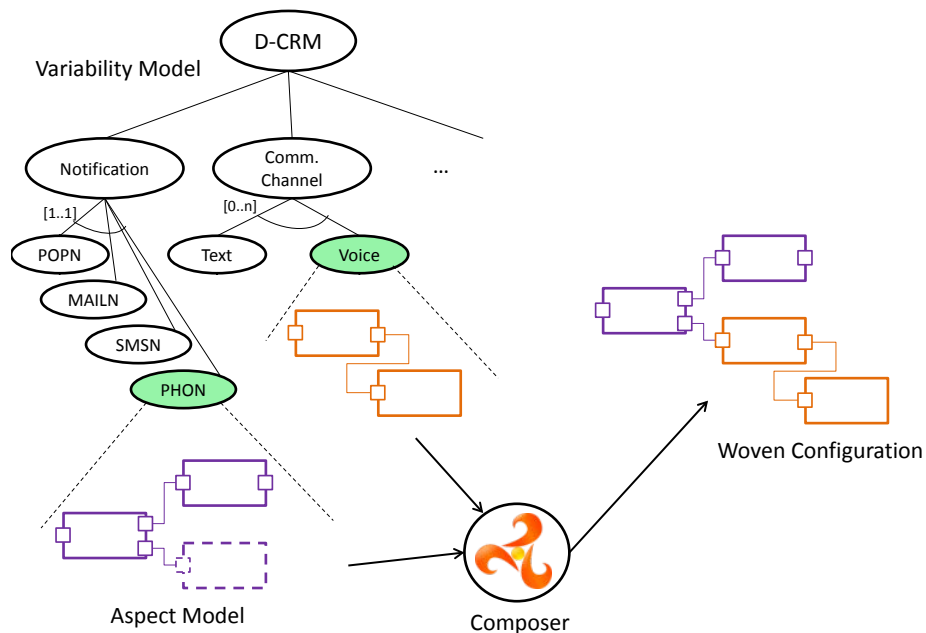 D-CRM
Variability Model
Notification
Comm.
Channel
...
[1..1]
[0..n]
POPN
Text
Voice
MAILN
SMSN
PHON
Woven Configuration
Aspect Model
Composer